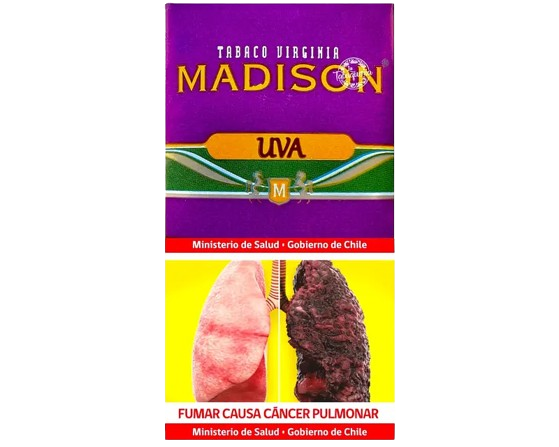 TABACO VIRGINIA
MADISON
UVA
M
Ministerio de Salud • Gobierno de Chile
FUMAR CAUSA CÁNCER PULMONAR
Ministerio de Salud • Gobierno de Chile